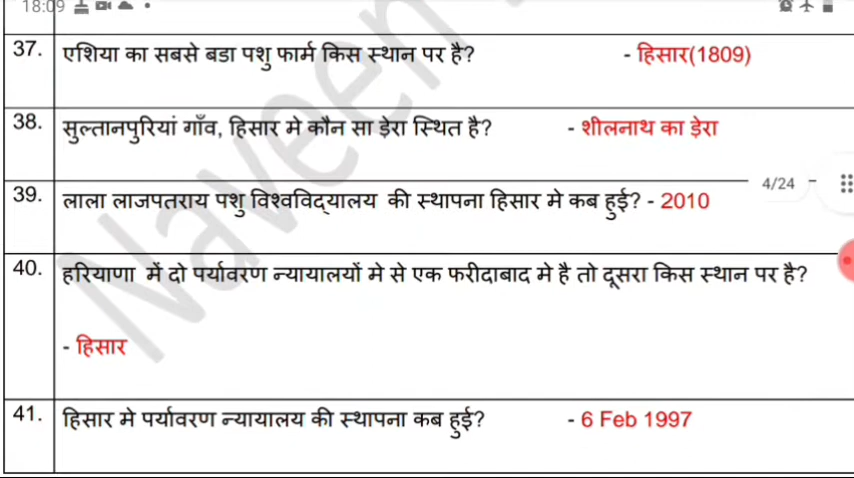 18:09
37. एशिया का सबसे बडा पशु फार्म किस स्थान पर है? - हिसार(1809)
38. सुल्तानपुरियां गाँव, हिसार मे कौन सा ड़ेरा स्थित है? - शीलनाथ का ड़ेरा
4/24
39. लाला लाजपतराय पशु विश्वविद्यालय की स्थापना हिसार मे कब हुई? - 2010
40. हरियाणा में दो पर्यावरण न्यायालयों मे से एक फरीदाबाद मे है तो दूसरा किस स्थान पर है?
- हिसार
41. हिसार मे पर्यावरण न्यायालय की स्थापना कब हुई? - 6 Feb 1997
Naveen